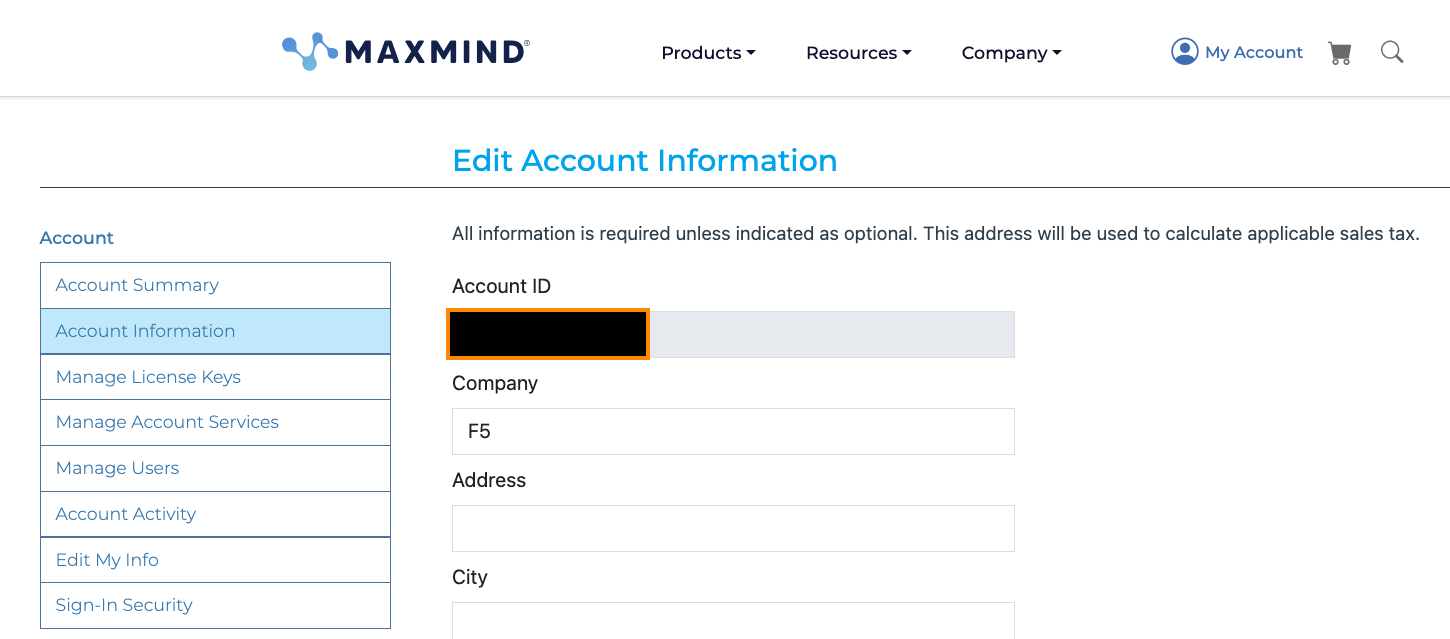 MAXMIND®
Products
Resources
Company
My Account
Edit Account Information
Account
Account Summary
Account Information
Manage License Keys
Manage Account Services
Manage Users
Account Activity
Edit My Info
Sign-In Security
All information is required unless indicated as optional. This address will be used to calculate applicable sales tax.
Account ID
Company
F5
Address
City